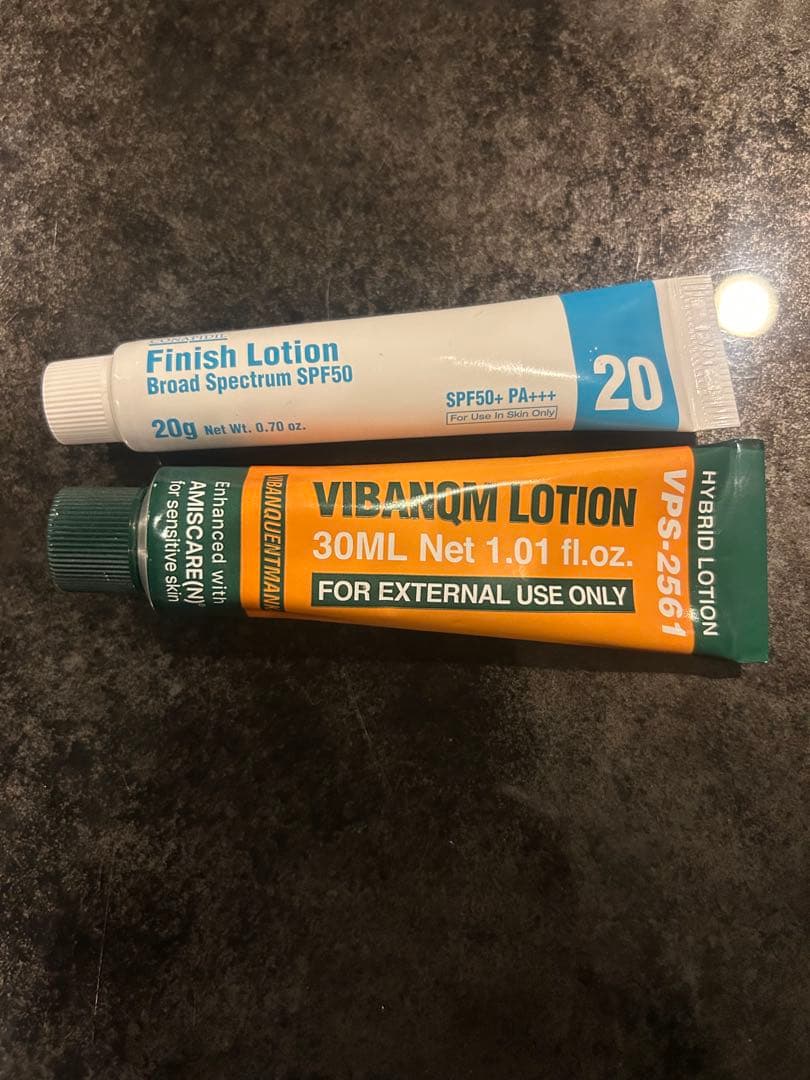 Finish Lotion
Broad Spectrum SPF50
20g Net Wt. 0.70 oz.
SPF50+ PA+++
For Use In Skin Only
20
Enhanced with
AMISCARE(N)®
for sensitive skin
VIBANQM LOTION
30ML Net 1.01 fl.oz.
FOR EXTERNAL USE ONLY
VPS-2561
HYBRID LOTION